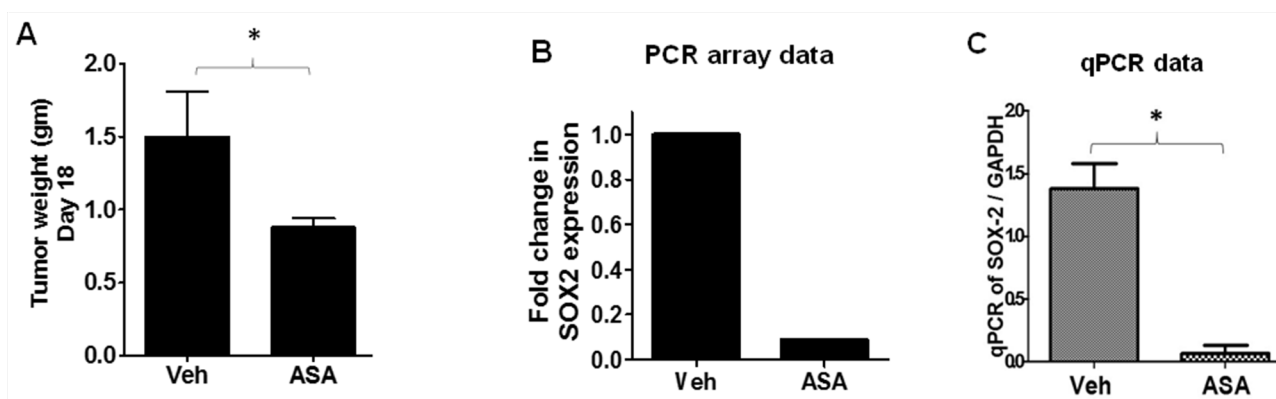 A
*
Tumor weight (gm)
Day 18
2.0
1.5
1.0
0.5
0.0
Veh
ASA
B
PCR array data
Fold change in
SOX2 expression
1.0
0.8
0.6
0.4
0.2
0.0
Veh
ASA
C
qPCR data
*
qPCR of SOX-2 / GAPDH
20
1.5
1.0
0.5
0.0
Veh
ASA